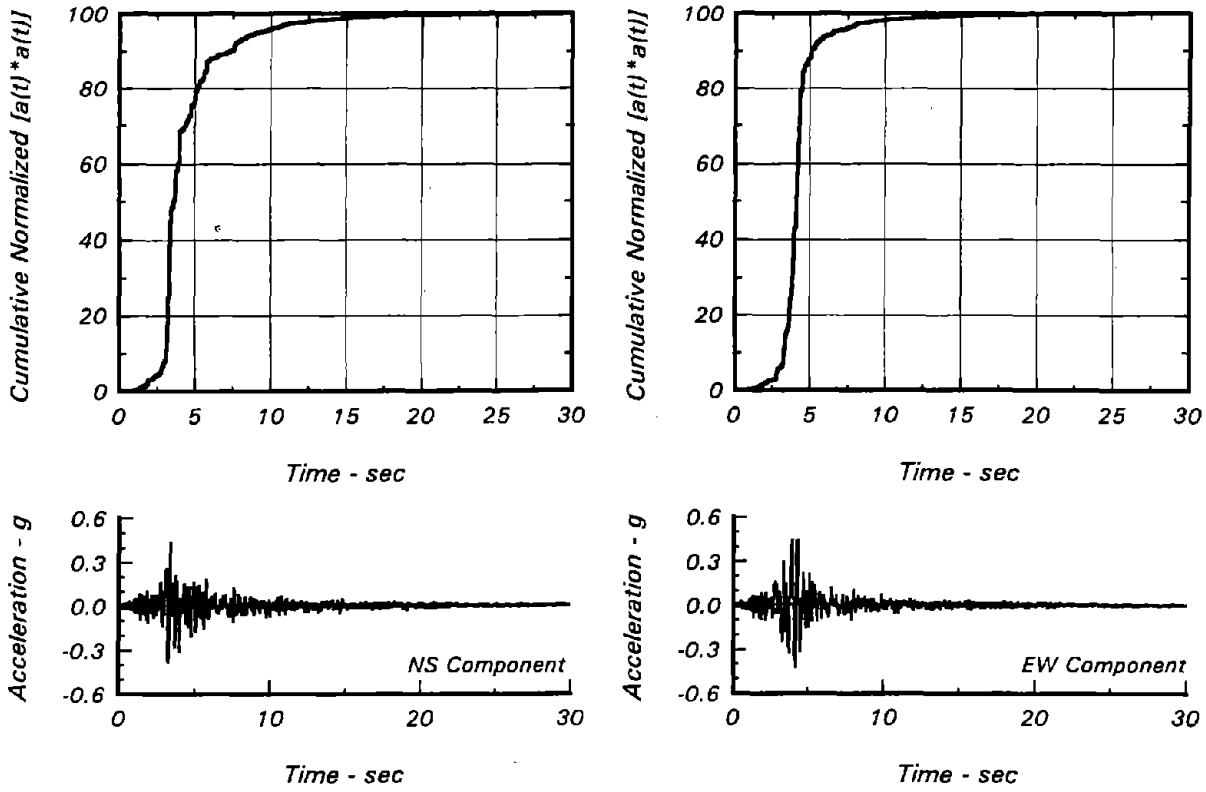 Cumulative Normalized [a(t)*a(t)]
100
80
60
40
20
0
0 5 10 15 20 25 30
Time - sec
Cumulative Normalized [a(t)*a(t)]
100
80
60
40
20
0
0 5 10 15 20 25 30
Time - sec
Acceleration - g
0.6
0.3
0.0
-0.3
-0.6
NS Component
0 10 20 30
Time - sec
Acceleration - g
0.6
0.3
0.0
-0.3
-0.6
EW Component
0 10 20 30
Time - sec